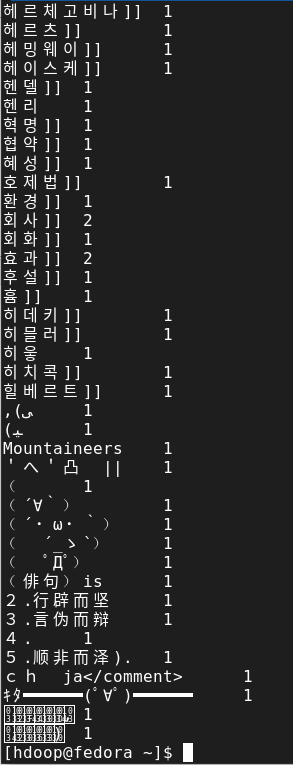 헤르체고비나]] 1
헤르츠]] 1
헤밍웨이]] 1
헤이스케]] 1
헨델]] 1
헨리 1
혁명]] 1
협약]] 1
혜성]] 1
호제법]] 1
환경]] 1
회사]] 2
회화]] 1
효과]] 2
후설]] 1
흄]] 1
히데키]] 1
히믈러]] 1
히읗 1
히치콕]] 1
힐베르트]] 1
,(ی 1
1
Mountaineers 1
＇へ＇凸 || 1
（ 1
（ ´∀｀） 1
（ ´・ω・｀） 1
（ ´_ゝ`） 1
（ ﾟДﾟ） 1
（俳句）is 1
２.行辟而坚 1
３.言伪而辩 1
４. 1
５.顺非而泽). 1
ｃｈ ja</comment> 1
ｷﾀ━━━━━━(ﾟ∀ﾟ)━━━━━━ 1
1
1
[hdoop@fedora ~]$